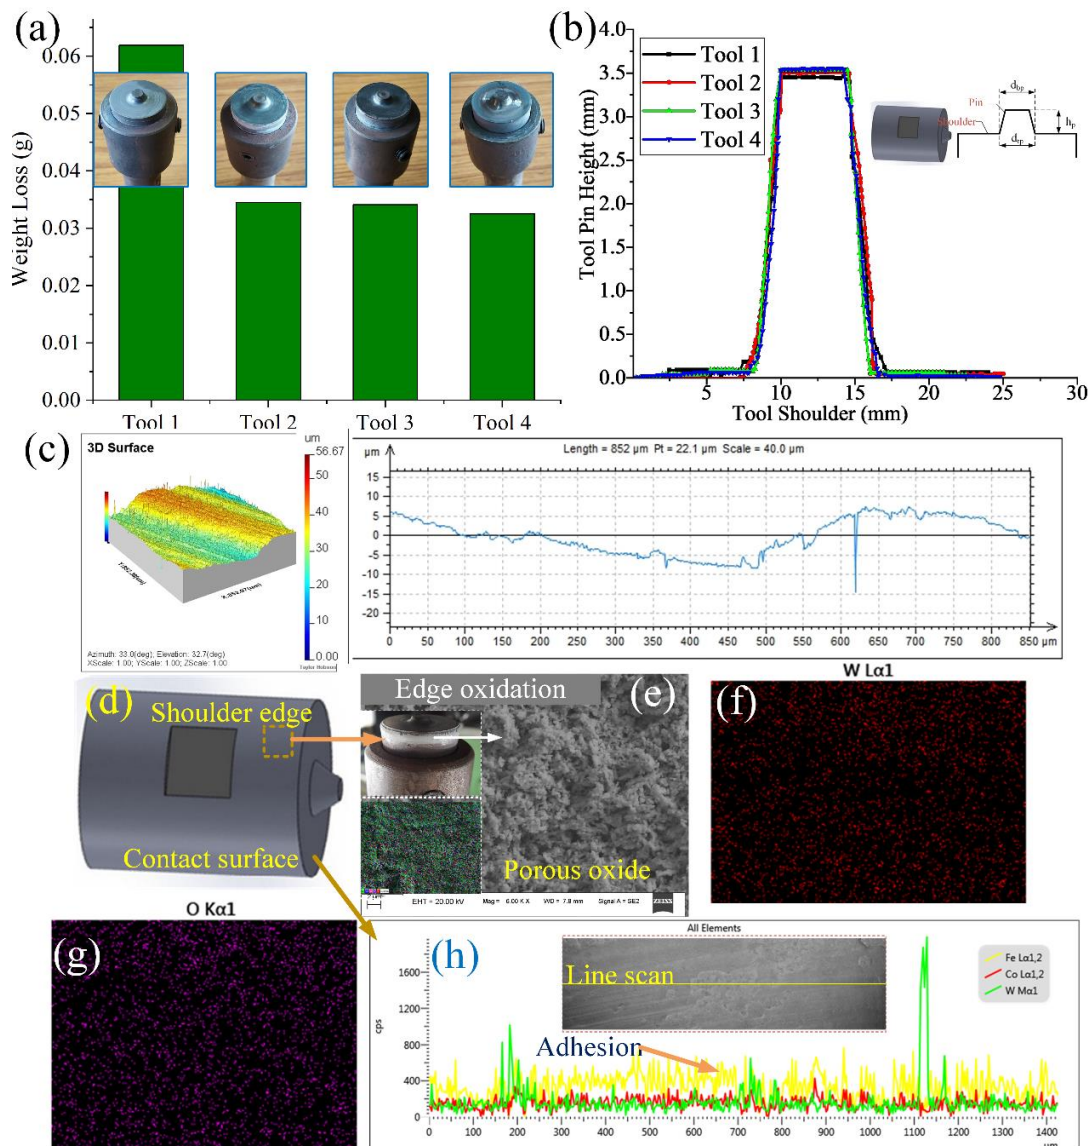 (a)
Weight Loss (g)
0.06
0.05
0.04
0.03
0.02
0.01
0.00
Tool 1 Tool 2 Tool 3 Tool 4
(b)
Tool Pin Height (mm)
4.0
3.5
3.0
2.5
2.0
1.5
1.0
0.5
0.0
Tool 1
Tool 2
Tool 3
Tool 4
Pin
Shoulder
5 10 15 20 25 30
Tool Shoulder (mm)
(c)
3D Surface
um
56.67
50
40
30
20
10
0.00
Azimuth: 33.0(deg), Elevation: 32.7(deg)
XScale: 1.00; YScale: 1.00; ZScale: 1.00
Taylor Hobson
Length = 852 µm Pt = 22.1 µm Scale = 40.0 µm
µm
15
10
5
0
-5
-10
-15
-20
0 50 100 150 200 250 300 350 400 450 500 550 600 650 700 750 800 850 µm
(d)
Shoulder edge
Contact surface
Edge oxidation
(e)
Porous oxide
EHT = 20.00 kV Mag = 6.00 K X WD = 7.8 mm Signal A = SE2 ZEISS
W Lα1
(f)
O Kα1
(g)
All Elements
(h)
Line scan
Adhesion
Fe Lα1,2
Co Lα1,2
W Mα1
cps
1600
1200
800
400
0
0 200 400 600 800 1000 1200 1400
µm